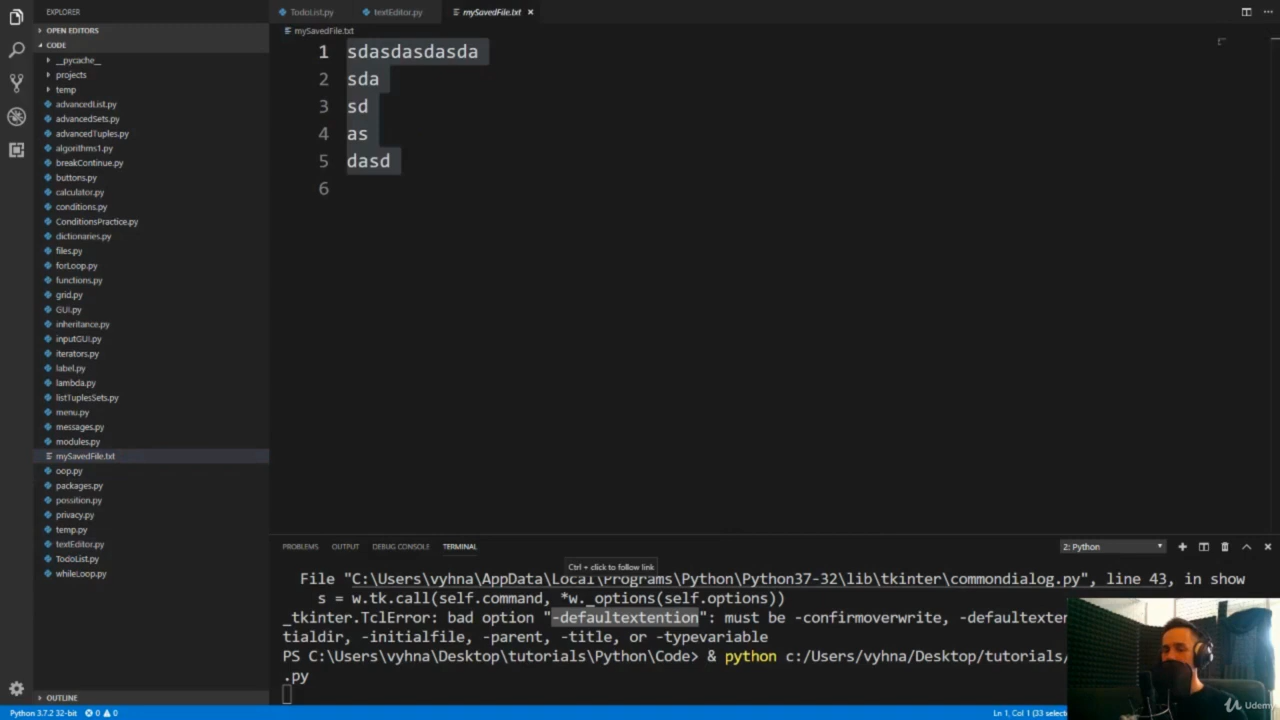 EXPLORER
OPEN EDITORS
CODE
__pycache__
projects
temp
advancedList.py
advancedSets.py
advancedTuples.py
algorithms1.py
breakContinue.py
buttons.py
calculator.py
conditions.py
ConditionsPractice.py
dictionaries.py
files.py
forLoop.py
functions.py
grid.py
GUI.py
inheritance.py
inputGUI.py
iterators.py
label.py
lambda.py
listTuplesSets.py
menu.py
messages.py
modules.py
mySavedFile.txt
oop.py
packages.py
possition.py
privacy.py
temp.py
textEditor.py
TodoList.py
whileLoop.py
OUTLINE
TodoList.py textEditor.py mySavedFile.txt ×
mySavedFile.txt
1 sdasdasdasda
2 sda
3 sd
4 as
5 dasd
6
PROBLEMS OUTPUT DEBUG CONSOLE TERMINAL 2: Python
Ctrl + click to follow link
File "C:\Users\vyhna\AppData\Local\Programs\Python\Python37-32\lib\tkinter\commondialog.py", line 43, in show
s = w.tk.call(self.command, *w._options(self.options))
_tkinter.TclError: bad option "-defaultextention": must be -confirmoverwrite, -defaultexten
tialdir, -initialfile, -parent, -title, or -typevariable
PS C:\Users\vyhna\Desktop\tutorials\Python\Code> & python c:/Users/vyhna/Desktop/tutorials/
.py
Python 3.7.2 32-bit 0 0 Ln 1, Col 1 (33 selec
Udemy